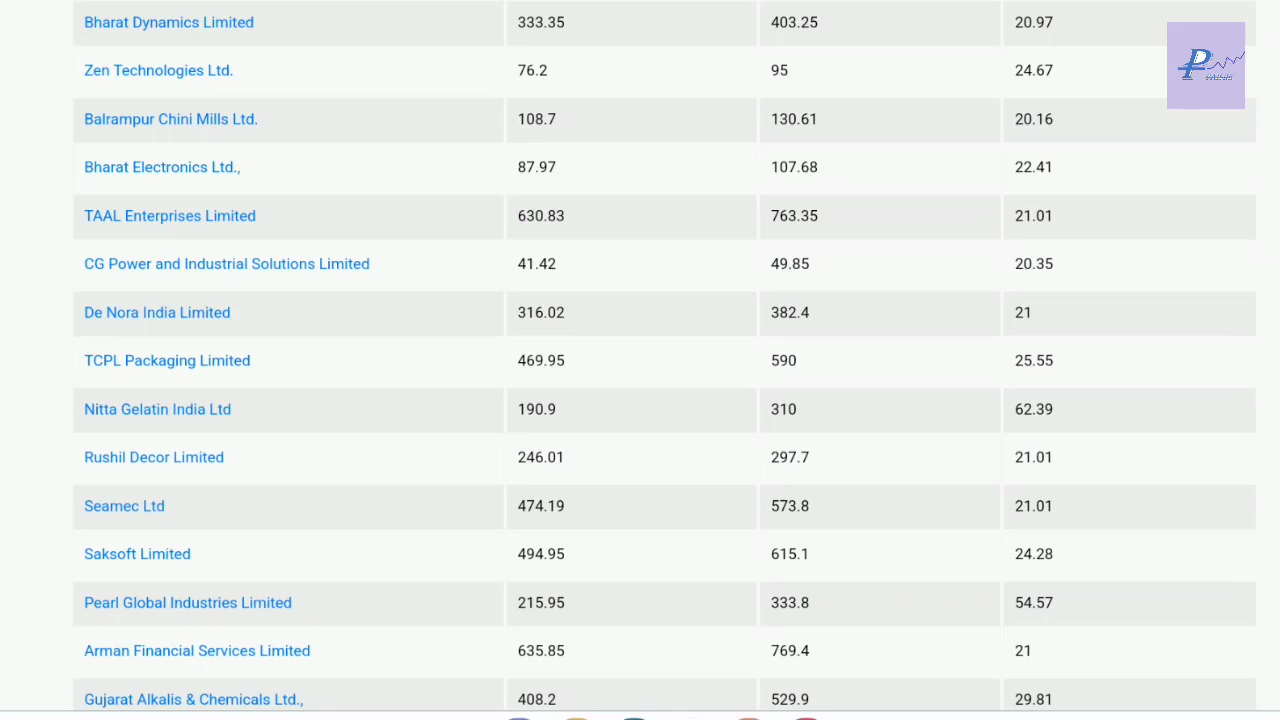 Bharat Dynamics Limited 333.35 403.25 20.97
Zen Technologies Ltd. 76.2 95 24.67
Balrampur Chini Mills Ltd. 108.7 130.61 20.16
Bharat Electronics Ltd., 87.97 107.68 22.41
TAAL Enterprises Limited 630.83 763.35 21.01
CG Power and Industrial Solutions Limited 41.42 49.85 20.35
De Nora India Limited 316.02 382.4 21
TCPL Packaging Limited 469.95 590 25.55
Nitta Gelatin India Ltd 190.9 310 62.39
Rushil Decor Limited 246.01 297.7 21.01
Seamec Ltd 474.19 573.8 21.01
Saksoft Limited 494.95 615.1 24.28
Pearl Global Industries Limited 215.95 333.8 54.57
Arman Financial Services Limited 635.85 769.4 21
Gujarat Alkalis & Chemicals Ltd., 408.2 529.9 29.81